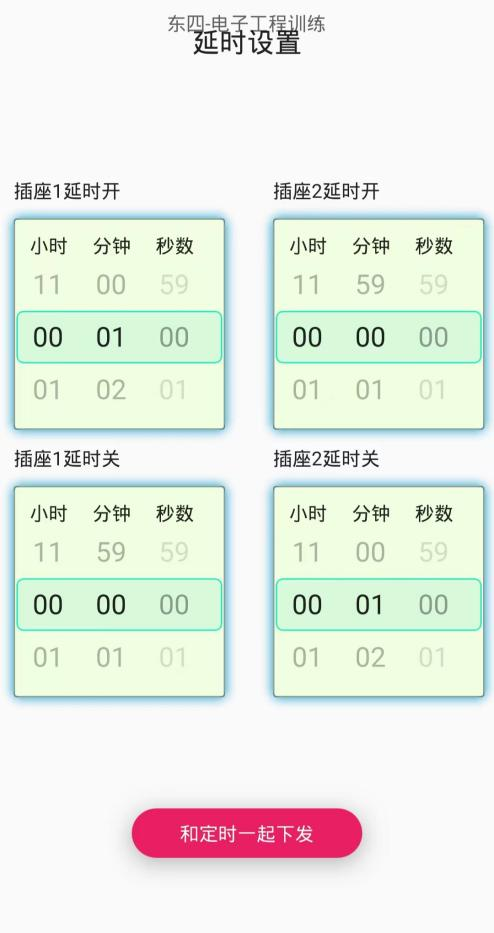 东四-电子工程训练
延时设置
插座1延时开 插座2延时开
小时 分钟 秒数 小时 分钟 秒数
11 00 59 11 59 59
00 01 00 00 00 00
01 02 01 01 01 01
插座1延时关 插座2延时关
小时 分钟 秒数 小时 分钟 秒数
11 59 59 11 00 59
00 00 00 00 01 00
01 01 01 01 02 01
和定时一起下发